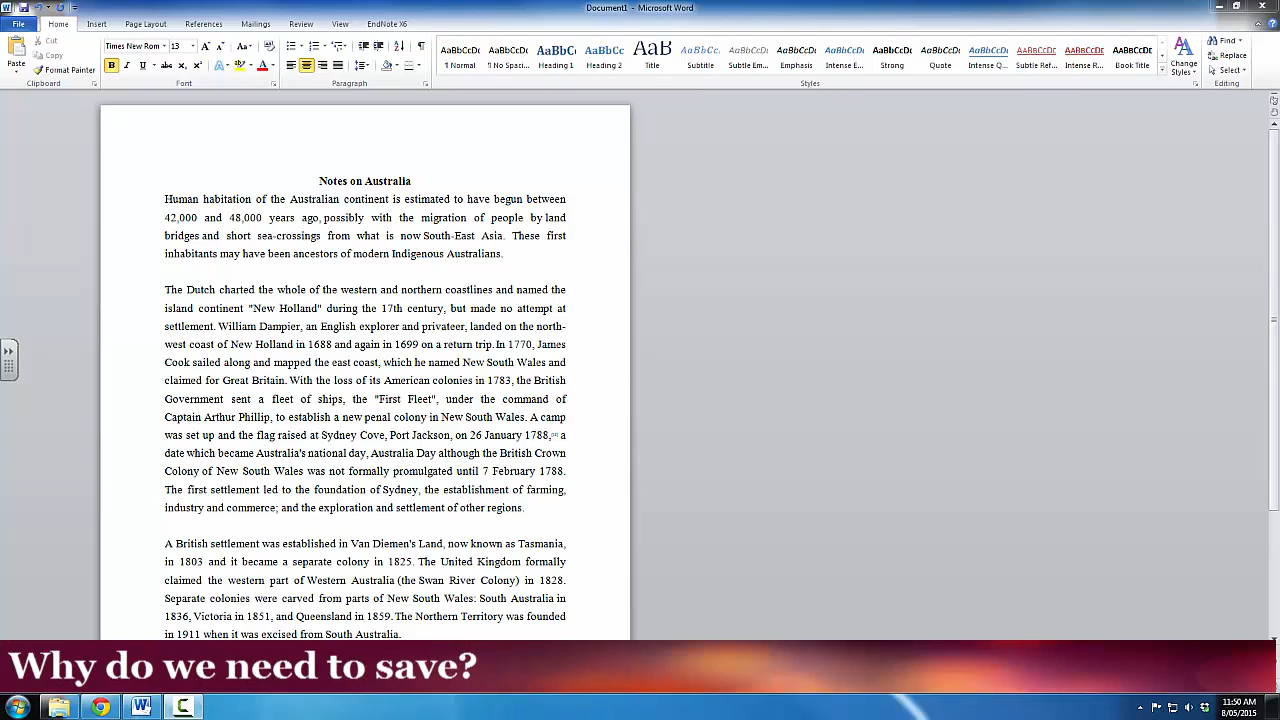 Document1 - Microsoft Word
File Home Insert Page Layout References Mailings Review View EndNote X6
Paste
Cut
Copy
Format Painter
Clipboard
Times New Rom 13
Font
Paragraph
AaBbCcDc AaBbCcDc AaBbC AaBbCc AaB AaBbCcI AaBbCcDc AaBbCcDc AaBbCcDc AaBbCcDc AaBbCcDc AaBbCcDc AaBbCcDc AaBbCcDc AaBbCcDc
¶ Normal ¶ No Spaci... Heading 1 Heading 2 Title Subtitle Subtle Em... Emphasis Intense E... Strong Quote Intense Q... Subtle Ref... Intense R... Book Title
Styles
Change
Styles
Find
Replace
Select
Editing
Notes on Australia
Human habitation of the Australian continent is estimated to have begun between
42,000 and 48,000 years ago, possibly with the migration of people by land
bridges and short sea-crossings from what is now South-East Asia. These first
inhabitants may have been ancestors of modern Indigenous Australians.
The Dutch charted the whole of the western and northern coastlines and named the
island continent "New Holland" during the 17th century, but made no attempt at
settlement. William Dampier, an English explorer and privateer, landed on the north-
west coast of New Holland in 1688 and again in 1699 on a return trip. In 1770, James
Cook sailed along and mapped the east coast, which he named New South Wales and
claimed for Great Britain. With the loss of its American colonies in 1783, the British
Government sent a fleet of ships, the "First Fleet", under the command of
Captain Arthur Phillip, to establish a new penal colony in New South Wales. A camp
was set up and the flag raised at Sydney Cove, Port Jackson, on 26 January 1788, a
date which became Australia's national day, Australia Day although the British Crown
Colony of New South Wales was not formally promulgated until 7 February 1788.
The first settlement led to the foundation of Sydney, the establishment of farming,
industry and commerce; and the exploration and settlement of other regions.
A British settlement was established in Van Diemen's Land, now known as Tasmania,
in 1803 and it became a separate colony in 1825. The United Kingdom formally
claimed the western part of Western Australia (the Swan River Colony) in 1828.
Separate colonies were carved from parts of New South Wales: South Australia in
1836, Victoria in 1851, and Queensland in 1859. The Northern Territory was founded
in 1911 when it was excised from South Australia.
Why do we need to save?
11:50 AM
8/05/2015